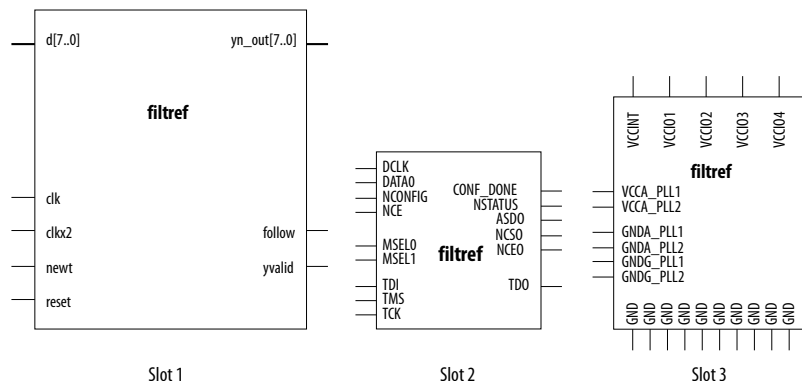 d[7..0]
yn_out[7..0]
filtref
clk
clkx2
newt
reset
follow
yvalid
Slot 1
DCLK
DATA0
NCONFIG
NCE
MSEL0
MSEL1
TDI
TMS
TCK
filtref
CONF_DONE
NSTATUS
ASDO
NCSO
NCEO
TDO
Slot 2
VCCINT
VCCIO1
VCCIO2
VCCIO3
VCCIO4
filtref
VCCA_PLL1
VCCA_PLL2
GNDA_PLL1
GNDA_PLL2
GNDG_PLL1
GNDG_PLL2
GND
GND
GND
GND
GND
GND
GND
GND
GND
GND
Slot 3